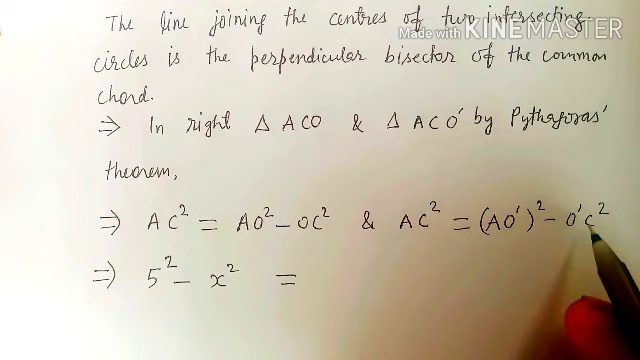 The line joining the centres of two intersecting
Made with KINEMASTER
circles is the perpendicular bisector of the common
chord.
⇒ In right Δ ACO & Δ ACO' by Pythagoras'
theorem,
⇒ AC² = AO² - OC² & AC² = (AO')² - O'C²
⇒ 5² - x² =